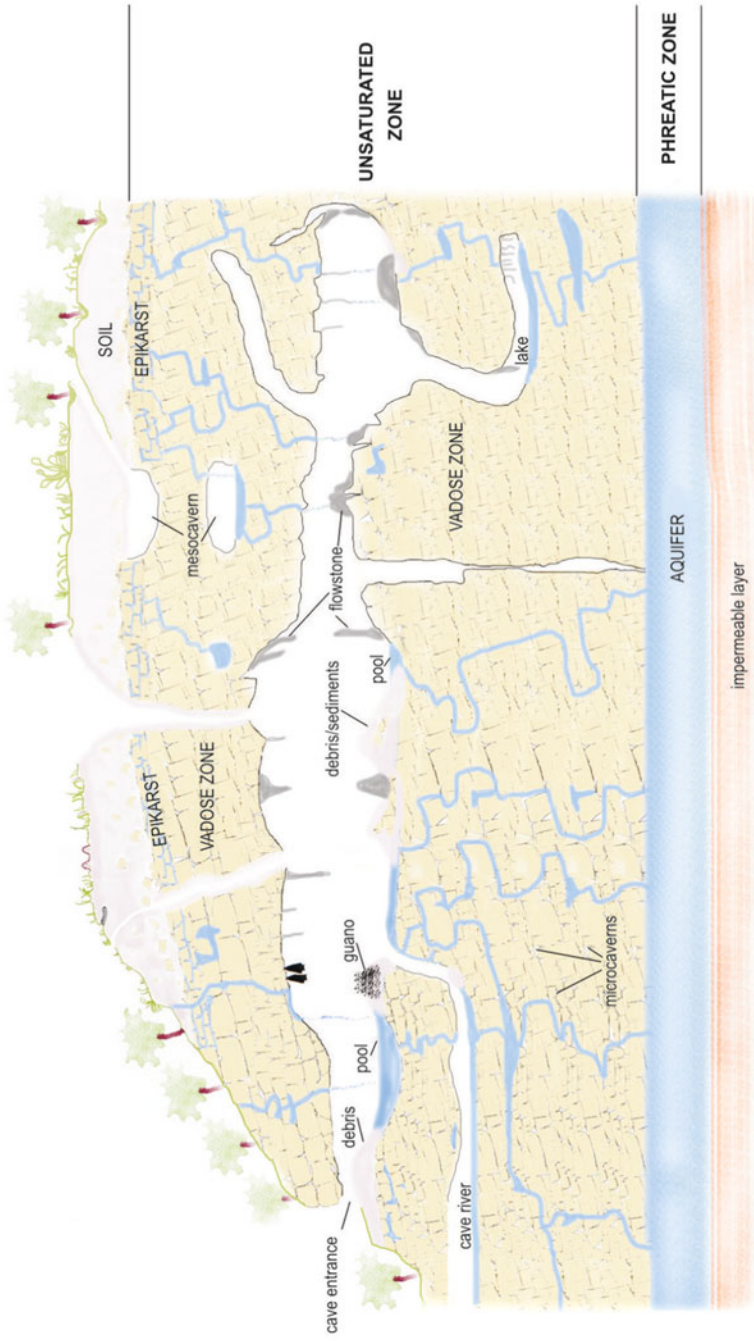 SOIL
EPIKARST
mesocavern
EPIKARST
VADOSE ZONE
flowstone
debris/sediments
pool
guano
pool
debris
cave entrance
cave river
microcaverns
VADOSE ZONE
lake
AQUIFER
impermeable layer
UNSATURATED
ZONE
PHREATIC ZONE